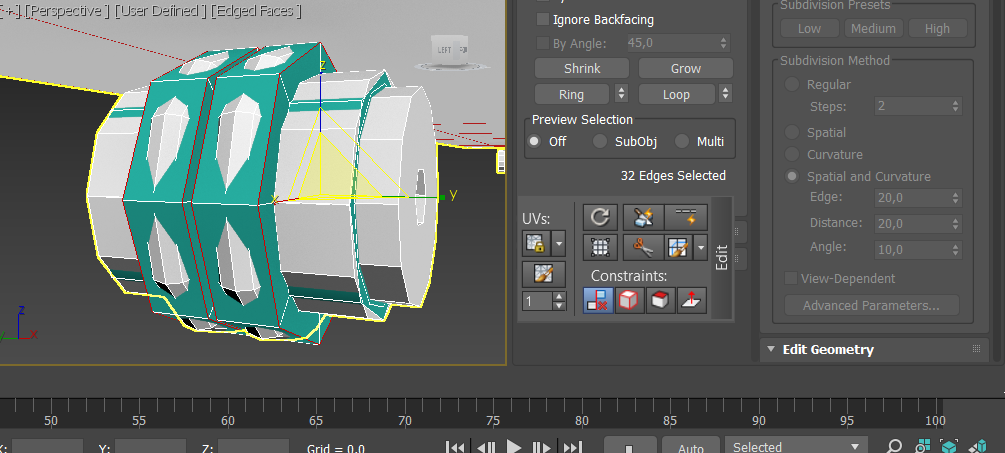 +] [Perspective ] [User Defined ] [Edged Faces ]
LEFT
z
x
y
z
x
y
Ignore Backfacing
By Angle: 45,0
Shrink Grow
Ring Loop
Preview Selection
Off SubObj Multi
32 Edges Selected
UVs:
Constraints:
1
Edit
Subdivision Presets
Low Medium High
Subdivision Method
Regular
Steps: 2
Spatial
Curvature
Spatial and Curvature
Edge: 20,0
Distance: 20,0
Angle: 10,0
View-Dependent
Advanced Parameters...
Edit Geometry
50 55 60 65 70 75 80 85 90 95 100
X: Y: Z: Grid = 0,0 Auto Selected